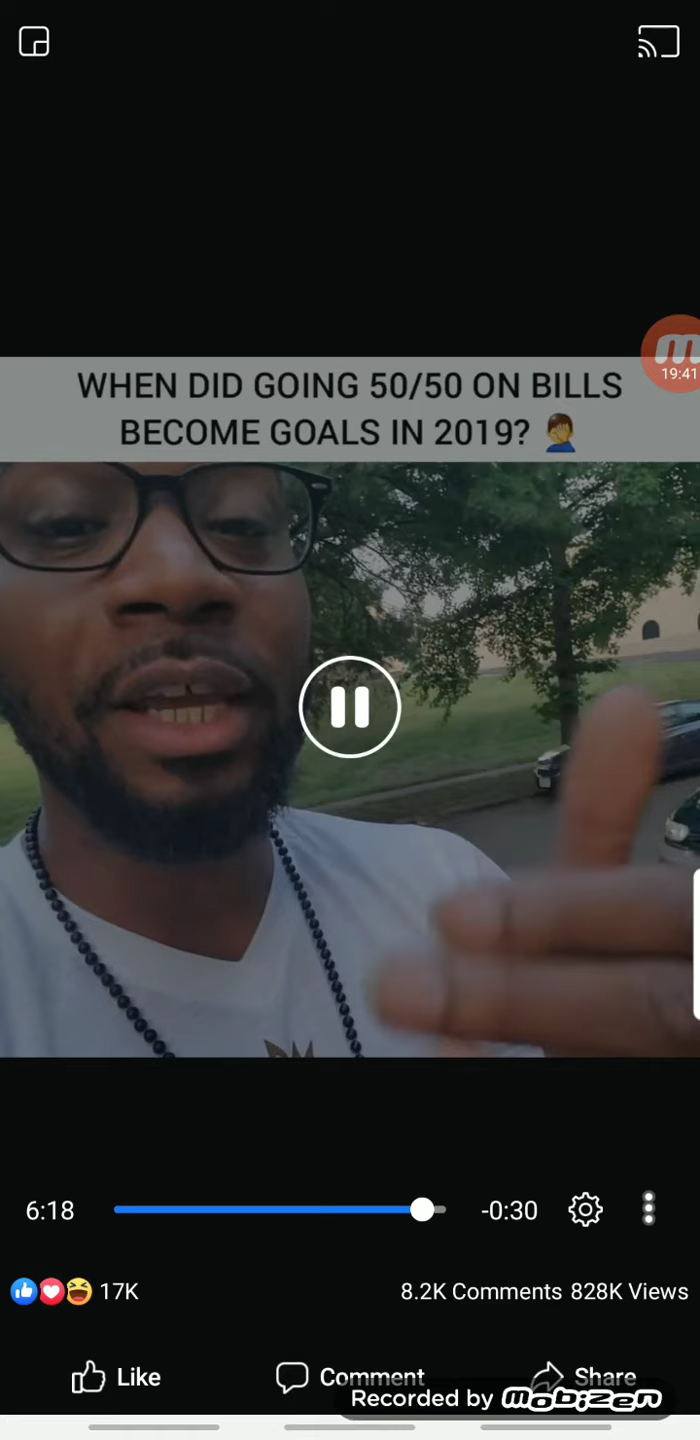 19:41
WHEN DID GOING 50/50 ON BILLS
BECOME GOALS IN 2019? 🤦‍♂️
6:18 -0:30
17K 8.2K Comments 828K Views
Like Comment Share
Recorded by mobizen